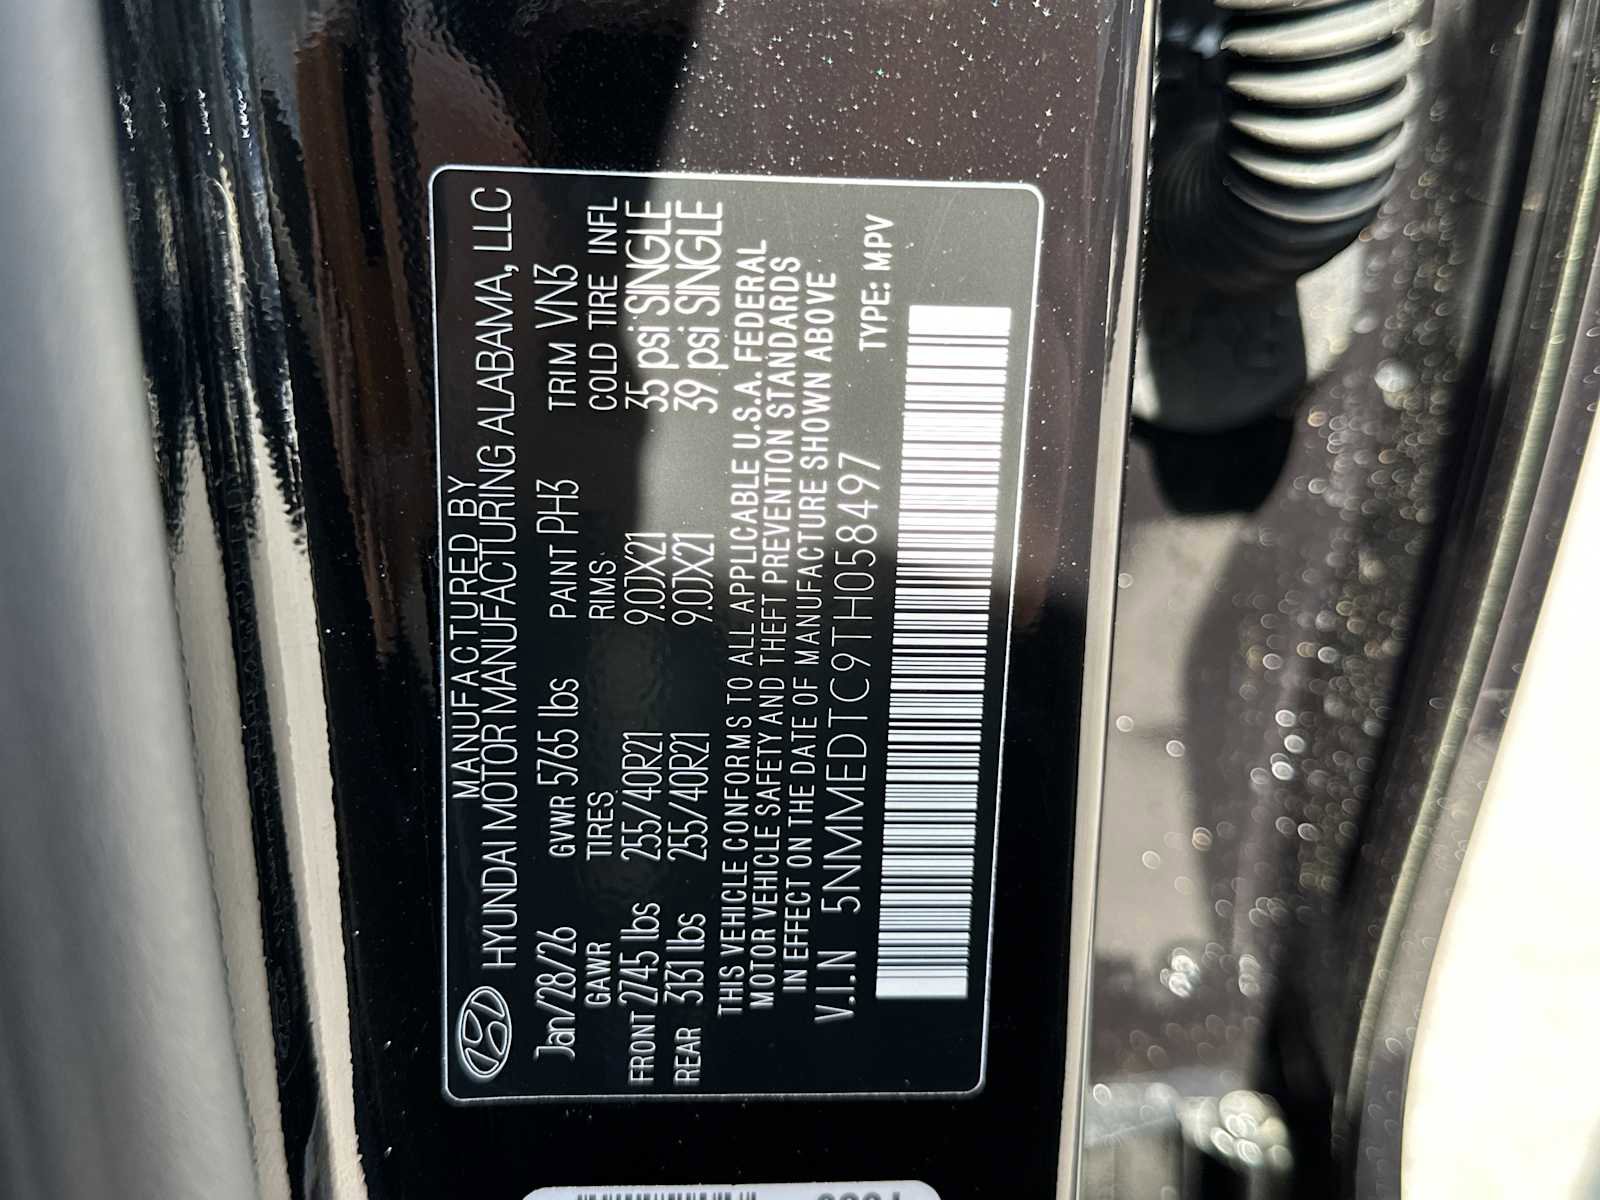 MANUFACTURED BY
HYUNDAI MOTOR MANUFACTURING ALABAMA, LLC
Jan/28/26 GVWR 5765 lbs PAINT PH3 TRIM VN3
GAWR TIRES RIMS COLD TIRE INFL
FRONT 2745 lbs 255/40R21 9.0JX21 35 psi SINGLE
REAR 3131 lbs 255/40R21 9.0JX21 39 psi SINGLE
THIS VEHICLE CONFORMS TO ALL APPLICABLE U.S.A. FEDERAL
MOTOR VEHICLE SAFETY AND THEFT PREVENTION STANDARDS
IN EFFECT ON THE DATE OF MANUFACTURE SHOWN ABOVE
V.I.N 5NMMEDTC9TH058497 TYPE: MPV